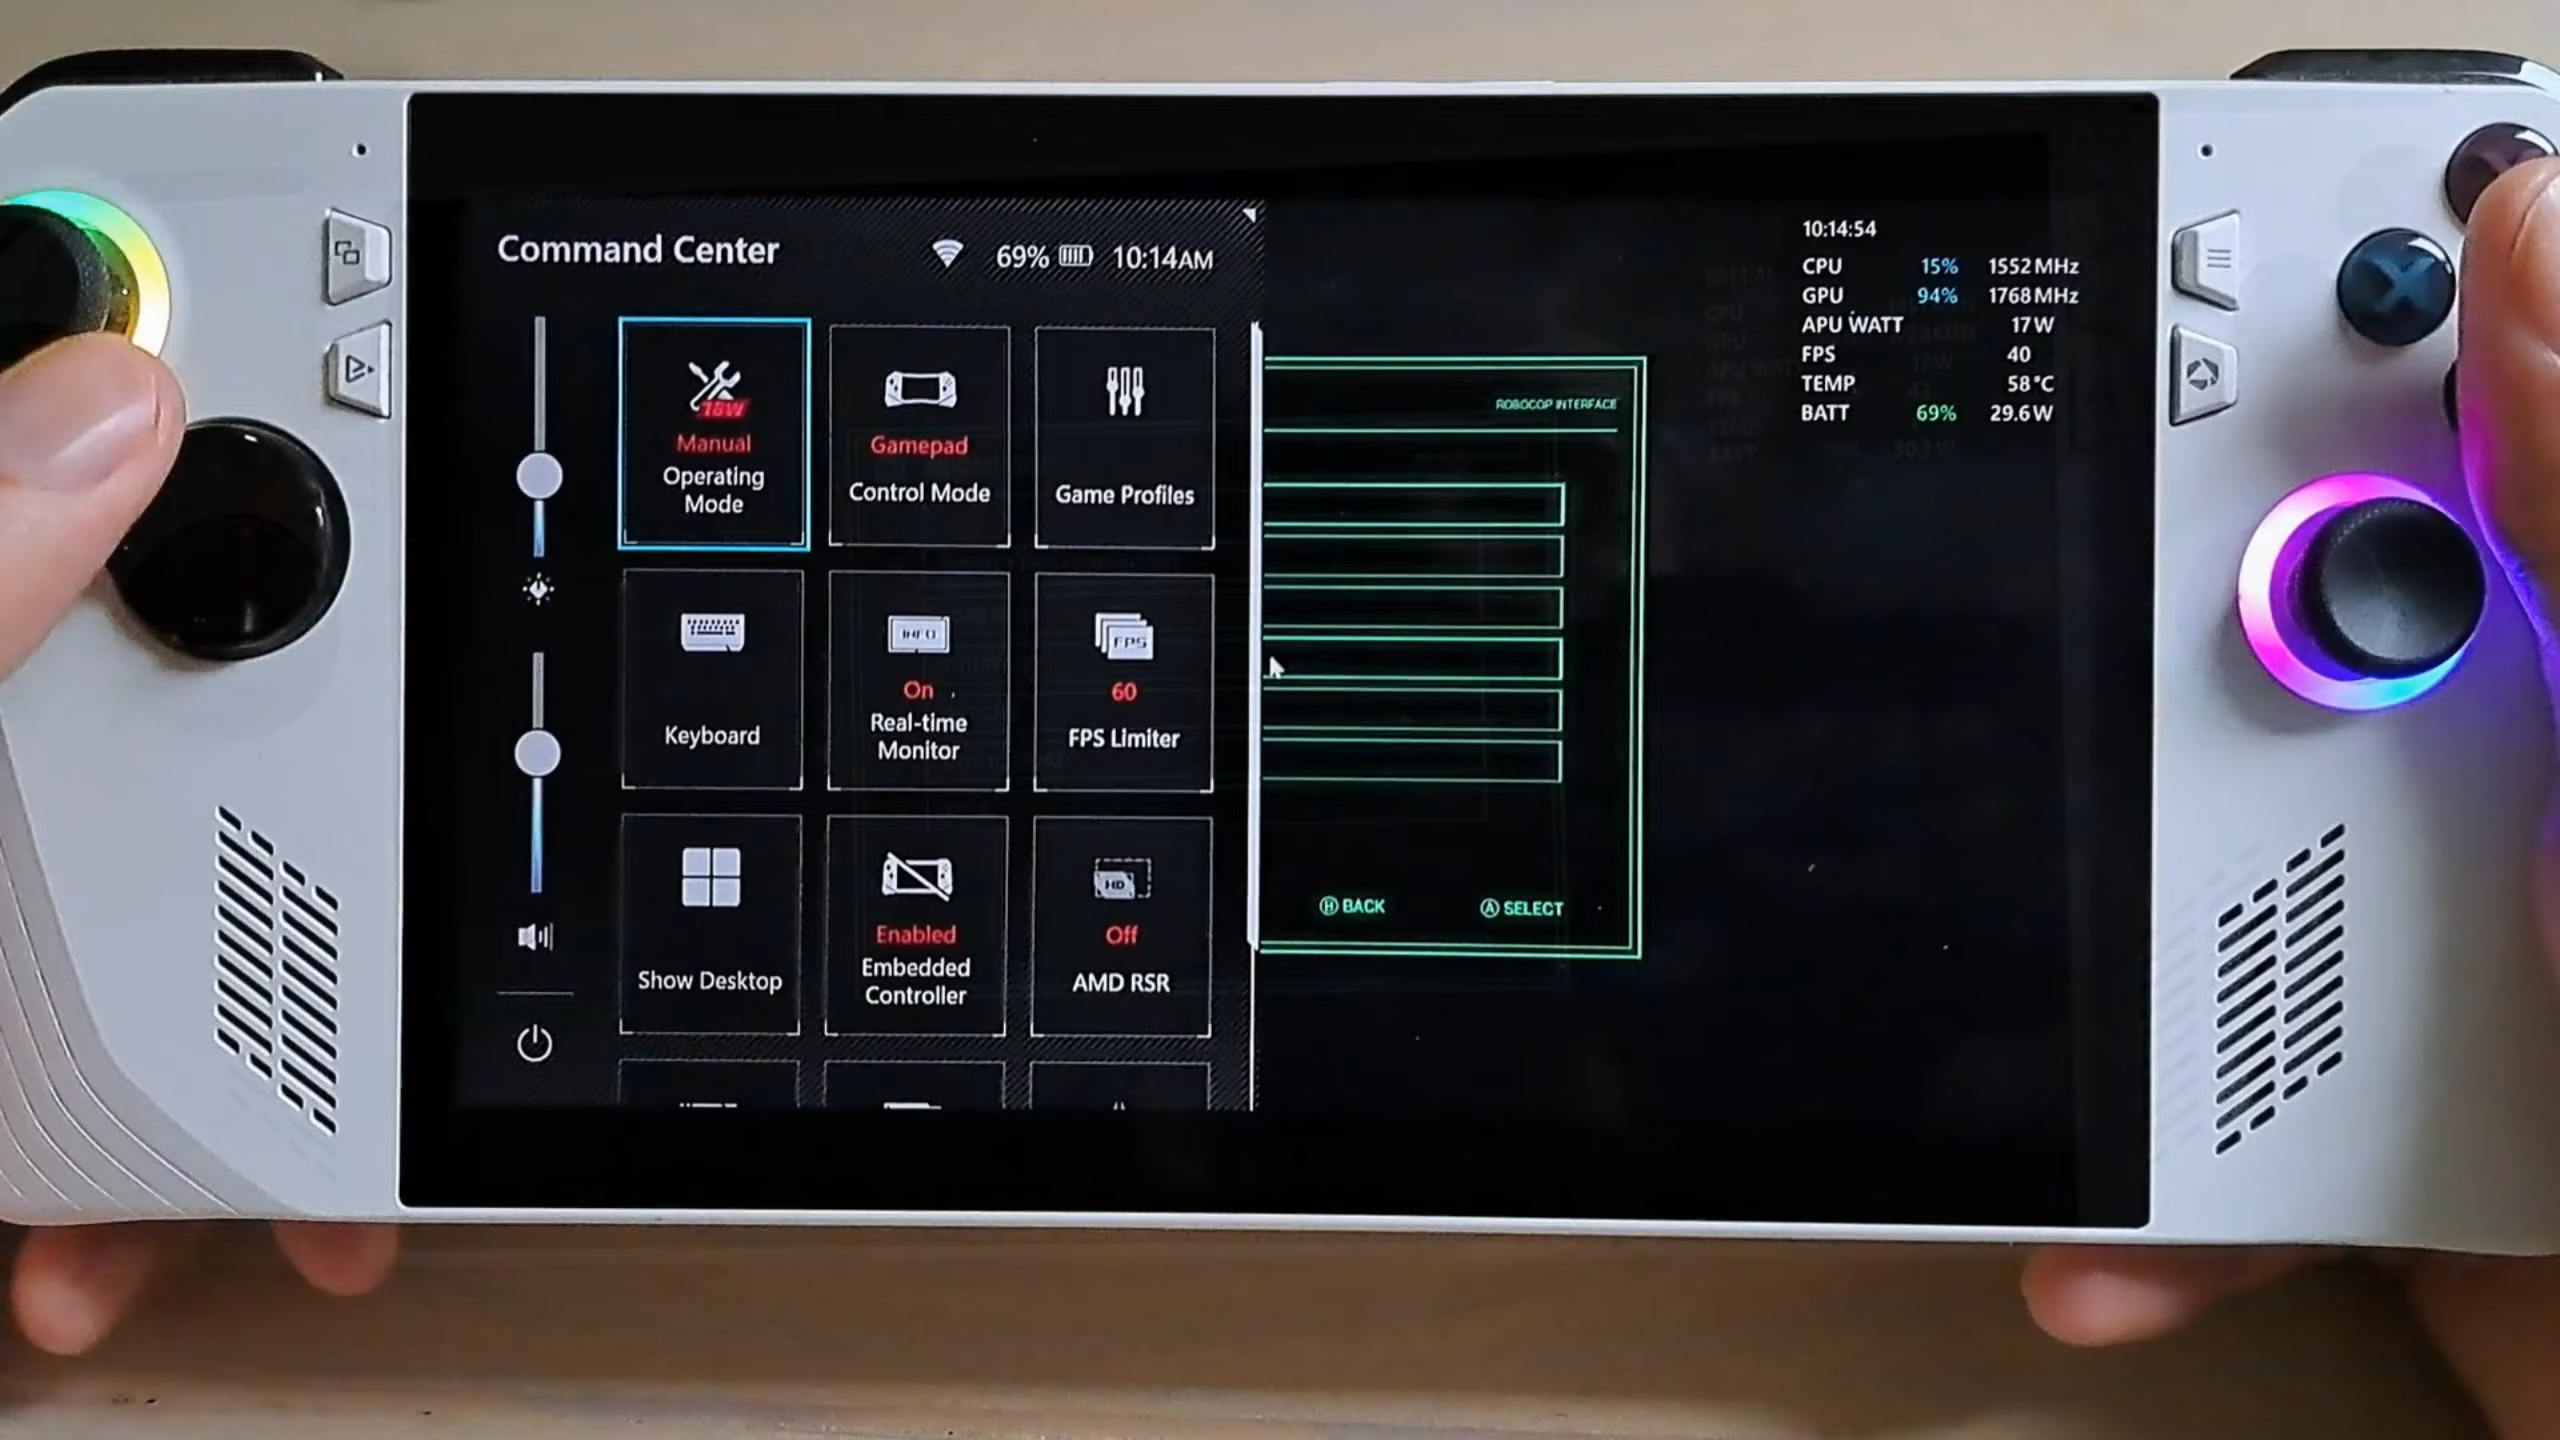 Command Center
69%
10:14AM
18W
Manual
Operating
Mode
Gamepad
Control Mode
Game Profiles
Keyboard
INFO
On
Real-time
Monitor
FPS
60
FPS Limiter
Show Desktop
Enabled
Embedded
Controller
HD
Off
AMD RSR
ROBOCOP INTERFACE
Ⓗ BACK
Ⓐ SELECT
10:14:54
CPU 15% 1552MHz
GPU 94% 1768MHz
APU WATT 17W
FPS 40
TEMP 58°C
BATT 69% 29.6W
X